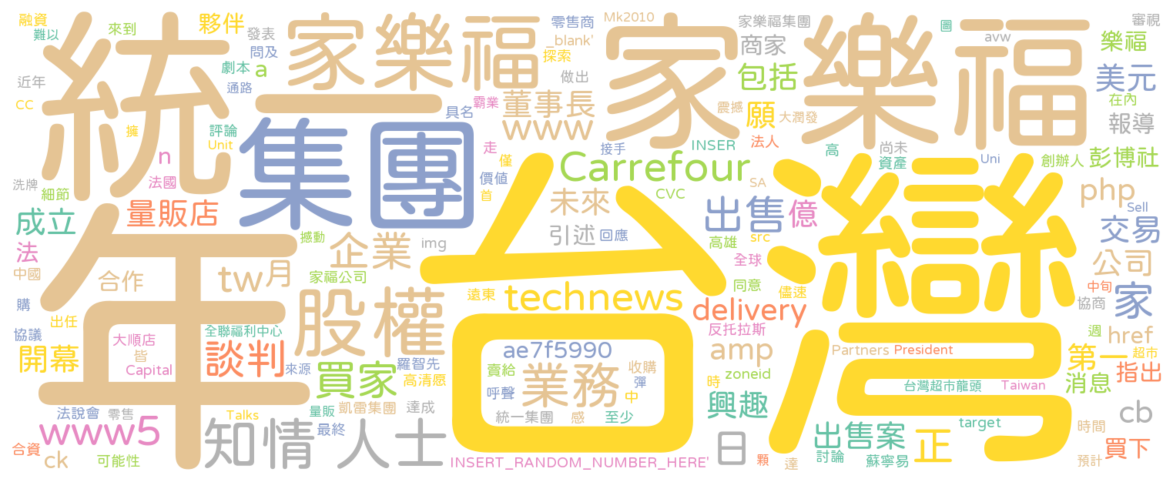 融資
難以
來到
夥伴
發表
問及
零售商
_blank'
探索
Mk2010
家樂福集團
圖
avw
審視
樂福
近年
劇本
a
通路
做出
商家
包括
美元
統一
家樂福
家樂福
CC
擁
評論
Unit
n
集團
具名
霸業
董事長
www
震撼
願
大潤發
在內
報導
洗牌
細節
法國
走
僅
接手
INSER
法人
高
尚未
資產
Uni
創辦人
彭博社
成立
量販店
價值
首
Carrefour
CVC
SA
未來
出售
億
台灣
php
Sell
交易
法
撼動
企業
img
引述
回應
高雄
src
全球
中國
合作
tw
月
家福公司
遠東
同意
儘速
公司
中旬
購
年
股權
technews
delivery
協商
家
協議
出任
大順店
全聯福利中心
反托拉斯
週
href
開幕
皆
Capital
談判
來源
羅智先
ae7f5990
賣給
業務
收購
彈
amp
時
zoneid
Partners
President
第一
超市
指出
買家
高清愿
呼聲
中
台灣超市龍頭
Taiwan
消息
法說會
零售
Talks
量販
凱雷集團
達成
統一集團
感
至少
興趣
target
cb
www5
知情
人士
最終
日
出售案
正
時間
合資
ck
可能性
INSERT_RANDOM_NUMBER_HERE'
顆
達
討論
蘇寧易
預計
買下